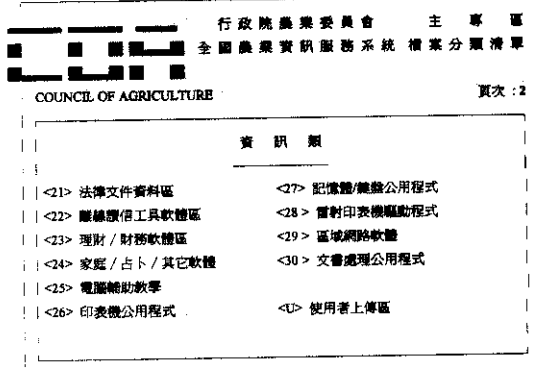 行政院農業委員會 主專區
全國農業資訊服務系統 檔案分類清單
COUNCIL OF AGRICULTURE 頁次:2
資訊類
<21> 法律文件資料區 <27> 記憶體/鍵盤公用程式
<22> 離線讀信工具軟體區 <28> 雷射印表機驅動程式
<23> 理財/財務軟體區 <29> 區域網路軟體
<24> 家庭/占卜/其它軟體 <30> 文書處理公用程式
<25> 電腦輔助教學
<26> 印表機公用程式 <U> 使用者上傳區